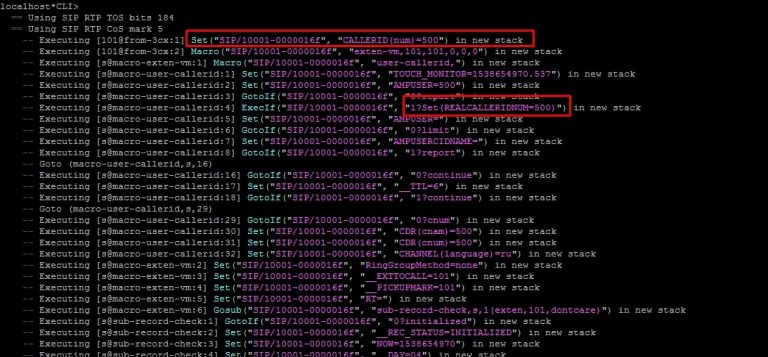 localhost*CLI>
== Using SIP RTP TOS bits 184
== Using SIP RTP CoS mark 5
-- Executing [101@from-3cx:1] Set("SIP/10001-0000016f", "CALLERID(num)=500") in new stack
-- Executing [101@from-3cx:2] Macro("SIP/10001-0000016f", "exten-vm,101,101,0,0,0") in new stack
-- Executing [s@macro-exten-vm:1] Macro("SIP/10001-0000016f", "user-callerid,") in new stack
-- Executing [s@macro-user-callerid:1] Set("SIP/10001-0000016f", "TOUCH_MONITOR=1538654970.537") in new stack
-- Executing [s@macro-user-callerid:2] Set("SIP/10001-0000016f", "AMPUSER=500") in new stack
-- Executing [s@macro-user-callerid:3] GotoIf("SIP/10001-0000016f", "0?report") in new stack
-- Executing [s@macro-user-callerid:4] ExecIf("SIP/10001-0000016f", "1?Set(REALCALLERIDNUM=500)") in new stack
-- Executing [s@macro-user-callerid:5] Set("SIP/10001-0000016f", "AMPUSER=") in new stack
-- Executing [s@macro-user-callerid:6] GotoIf("SIP/10001-0000016f", "0?limit") in new stack
-- Executing [s@macro-user-callerid:7] Set("SIP/10001-0000016f", "AMPUSERCIDNAME=") in new stack
-- Executing [s@macro-user-callerid:8] GotoIf("SIP/10001-0000016f", "1?report") in new stack
-- Goto (macro-user-callerid,s,16)
-- Executing [s@macro-user-callerid:16] GotoIf("SIP/10001-0000016f", "0?continue") in new stack
-- Executing [s@macro-user-callerid:17] Set("SIP/10001-0000016f", "__TTL=6") in new stack
-- Executing [s@macro-user-callerid:18] GotoIf("SIP/10001-0000016f", "1?continue") in new stack
-- Goto (macro-user-callerid,s,29)
-- Executing [s@macro-user-callerid:29] GotoIf("SIP/10001-0000016f", "0?cnum") in new stack
-- Executing [s@macro-user-callerid:30] Set("SIP/10001-0000016f", "CDR(cnam)=500") in new stack
-- Executing [s@macro-user-callerid:31] Set("SIP/10001-0000016f", "CDR(cnum)=500") in new stack
-- Executing [s@macro-user-callerid:32] Set("SIP/10001-0000016f", "CHANNEL(language)=ru") in new stack
-- Executing [s@macro-exten-vm:2] Set("SIP/10001-0000016f", "RingGroupMethod=none") in new stack
-- Executing [s@macro-exten-vm:3] Set("SIP/10001-0000016f", "__EXTTOCALL=101") in new stack
-- Executing [s@macro-exten-vm:4] Set("SIP/10001-0000016f", "__PICKUPMARK=101") in new stack
-- Executing [s@macro-exten-vm:5] Set("SIP/10001-0000016f", "RT=") in new stack
-- Executing [s@macro-exten-vm:6] Gosub("SIP/10001-0000016f", "sub-record-check,s,1(exten,101,dontcare)") in new stack
-- Executing [s@sub-record-check:1] GotoIf("SIP/10001-0000016f", "0?initialized") in new stack
-- Executing [s@sub-record-check:2] Set("SIP/10001-0000016f", "__REC_STATUS=INITIALIZED") in new stack
-- Executing [s@sub-record-check:3] Set("SIP/10001-0000016f", "NOW=1538654970") in new stack
-- Executing [s@sub-record-check:4] Set("SIP/10001-0000016f", "__DAY=04") in new stack